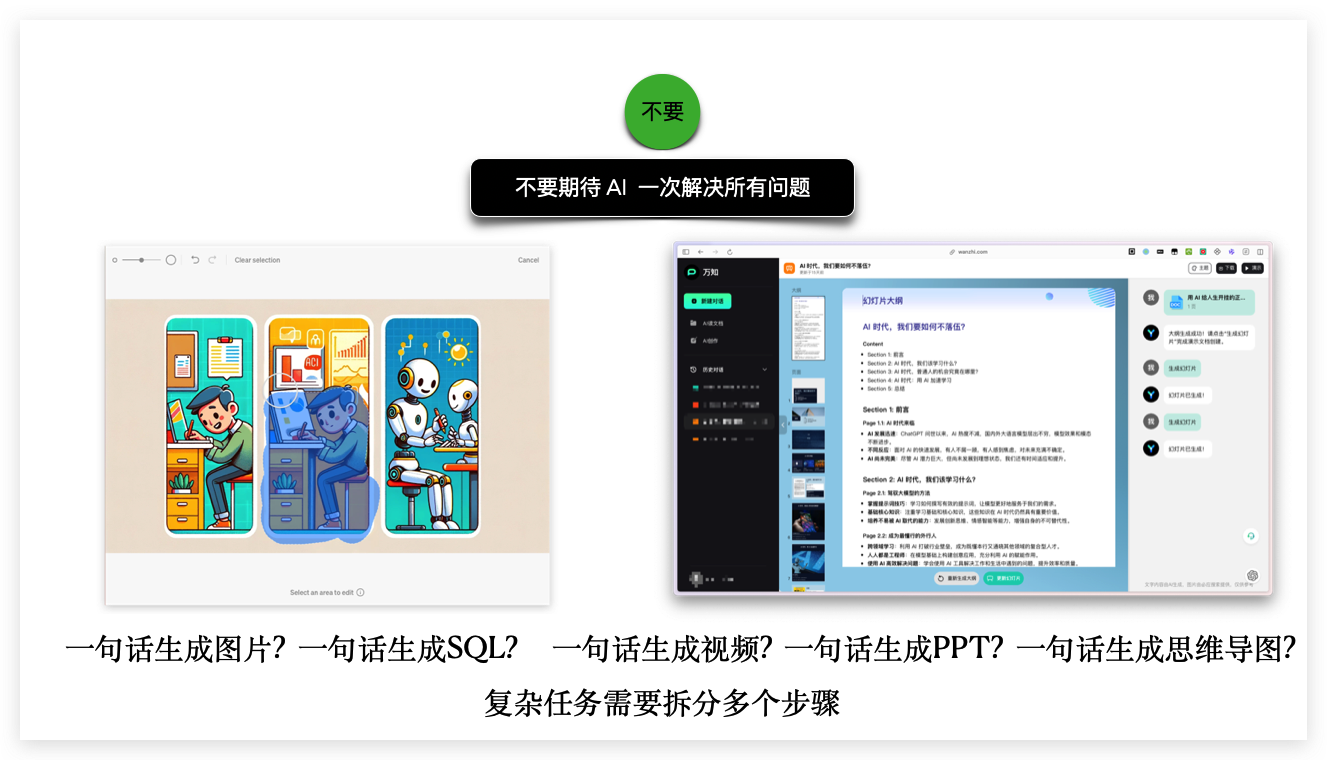 不要
不要期待 AI 一次解决所有问题
Clear selection
Cancel
ACI
Select an area to edit
wanzhi.com
万知
新建对话
AI读文档
AI创作
历史对话
AI 时代，我们要如何不落伍?
主题
下载
演示
大纲
幻灯片大纲
AI 时代，我们要如何不落伍?
Content
Section 1: 前言
Section 2: AI 时代，我们该学习什么?
Section 3: AI 时代，普通人的机会究竟在哪里?
Section 4: AI 时代：用 AI 加速学习
Section 5: 总结
Section 1: 前言
Page 1.1: AI 时代来临
AI 发展迅速：ChatGPT 问世以来，AI 热度不减，国内外大语言模型层出不穷，模型效果和模态
不断进步。
不同反应：面对 AI 的快速发展，有人不屑一顾，有人感到焦虑，对未来充满不确定。
AI 尚未完美：尽管 AI 潜力巨大，但尚未发展到理想状态，我们还有时间适应和提升。
Section 2: AI 时代，我们该学习什么?
Page 2.1: 驾驭大模型的方法
掌握提示词技巧：学习如何撰写有效的提示词，让模型更好地服务于我们的需求。
基础核心知识：注重学习基础和核心知识，这些知识在 AI 时代仍然具有重要价值。
培养不易被 AI 取代的能力：发展创新思维、情感智能等能力，增强自身的不可替代性。
Page 2.2: 成为最懂行的外行人
跨领域学习：利用 AI 打破行业壁垒，成为既懂本行又通晓其他领域的复合型人才。
人人都是工程师：在模型基础上构建创意应用，充分利用 AI 的赋能作用。
使用 AI 高效解决问题：学会使用 AI 工具解决工作和生活中遇到的问题，提升效率和质量。
重新生成大纲
更新幻灯片
我
用 AI 给人生开挂的正...
DOC
大纲生成成功！请点击“生成幻灯
片”完成演示文档创建。
我
生成幻灯片
幻灯片已生成！
我
生成幻灯片
幻灯片已生成！
一句话生成图片？一句话生成SQL？ 一句话生成视频？一句话生成PPT？一句话生成思维导图？
复杂任务需要拆分多个步骤